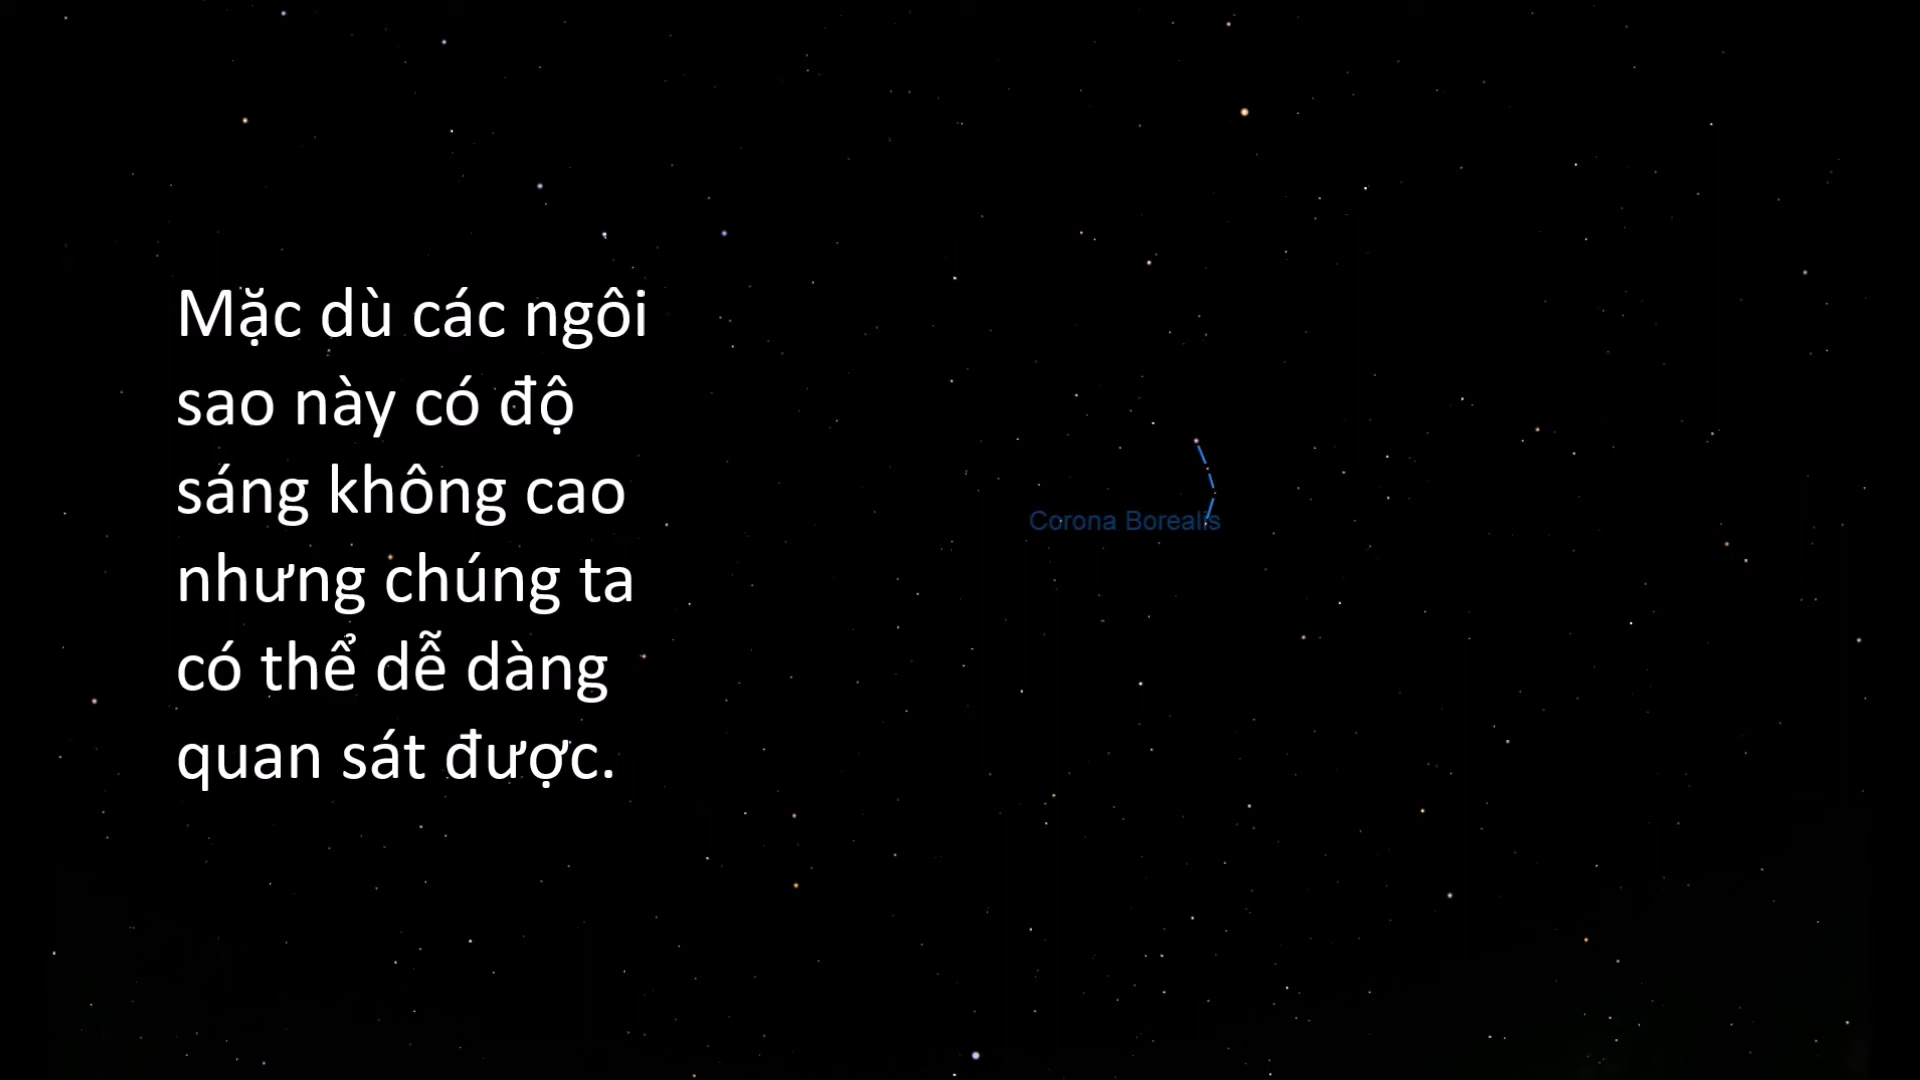 Mặc dù các ngôi
sao này có độ
sáng không cao
nhưng chúng ta
có thể dễ dàng
quan sát được.
Corona Borealis